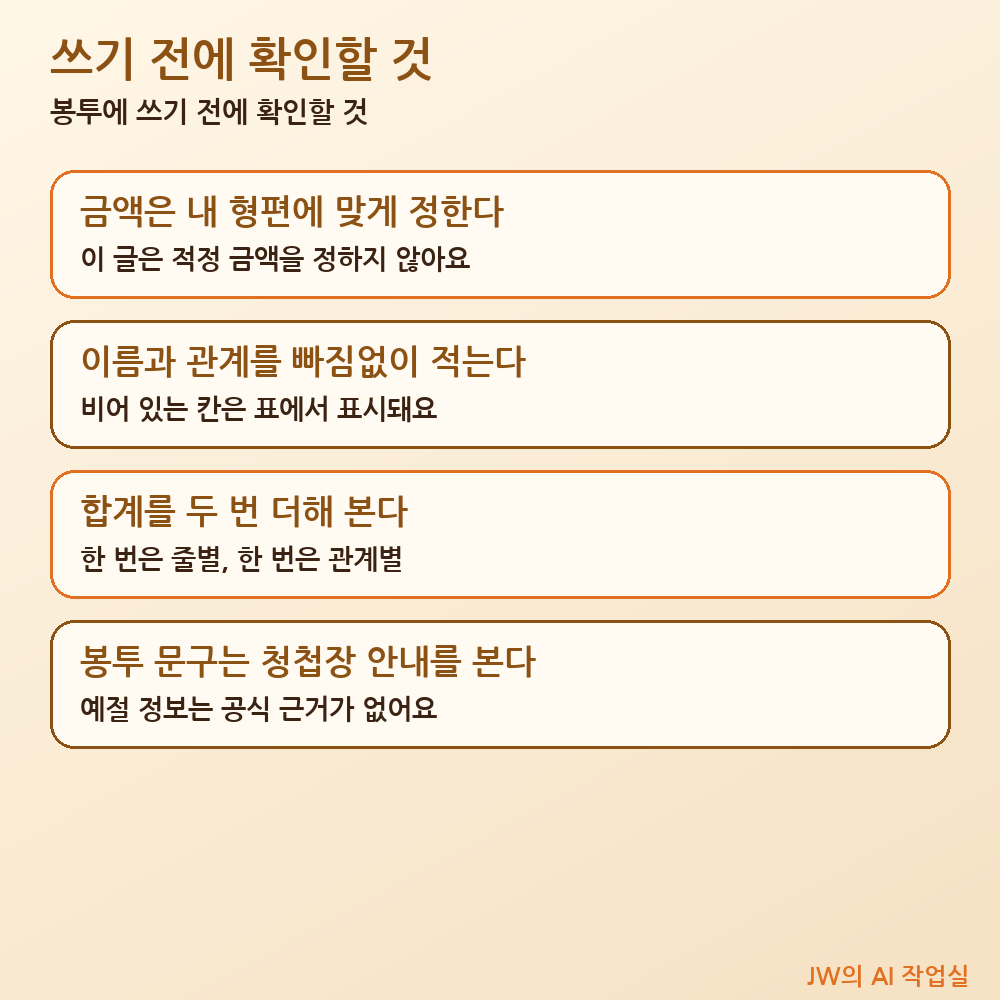 쓰기 전에 확인할 것
봉투에 쓰기 전에 확인할 것
금액은 내 형편에 맞게 정한다
이 글은 적정 금액을 정하지 않아요
이름과 관계를 빠짐없이 적는다
비어 있는 칸은 표에서 표시돼요
합계를 두 번 더해 본다
한 번은 줄별, 한 번은 관계별
봉투 문구는 청첩장 안내를 본다
예절 정보는 공식 근거가 없어요
JW의 AI 작업실